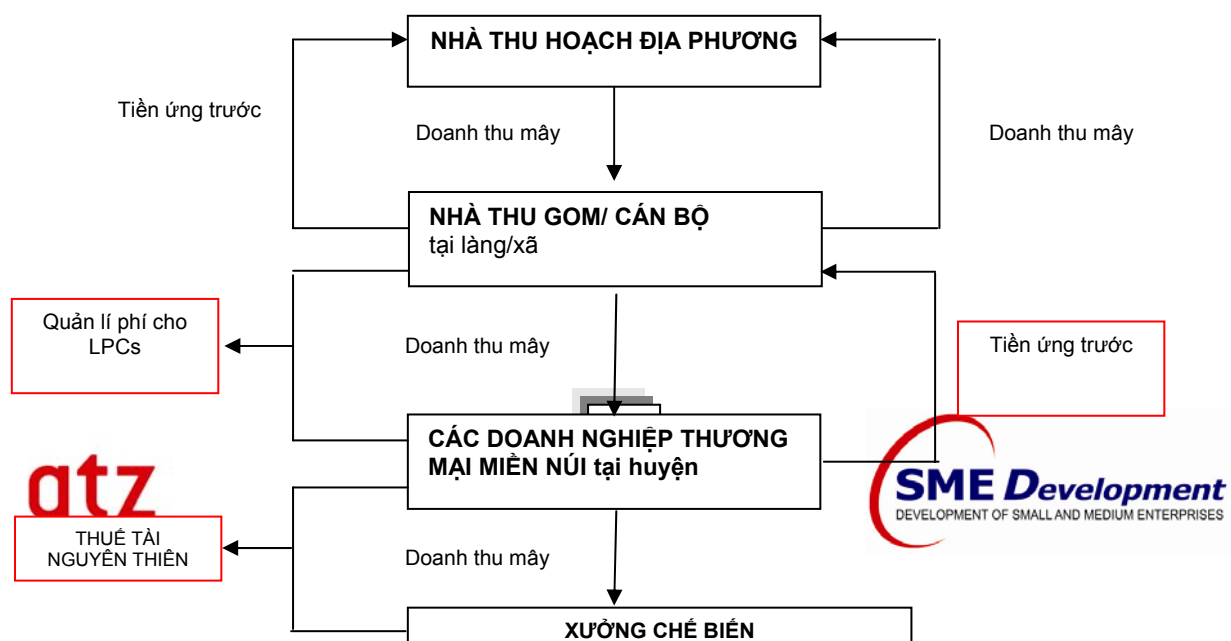 NHÀ THU HOẠCH ĐỊA PHƯƠNG
Tiền ứng trước
Doanh thu mây
Doanh thu mây
NHÀ THU GOM/ CÁN BỘ
tại làng/xã
Quản lí phí cho
LPCs
Doanh thu mây
Tiền ứng trước
CÁC DOANH NGHIỆP THƯƠNG
MẠI MIỀN NÚI tại huyện
gtz
SME Development
DEVELOPMENT OF SMALL AND MEDIUM ENTERPRISES
THUẾ TÀI
NGUYÊN THIÊN
Doanh thu mây
XƯỞNG CHẾ BIẾN